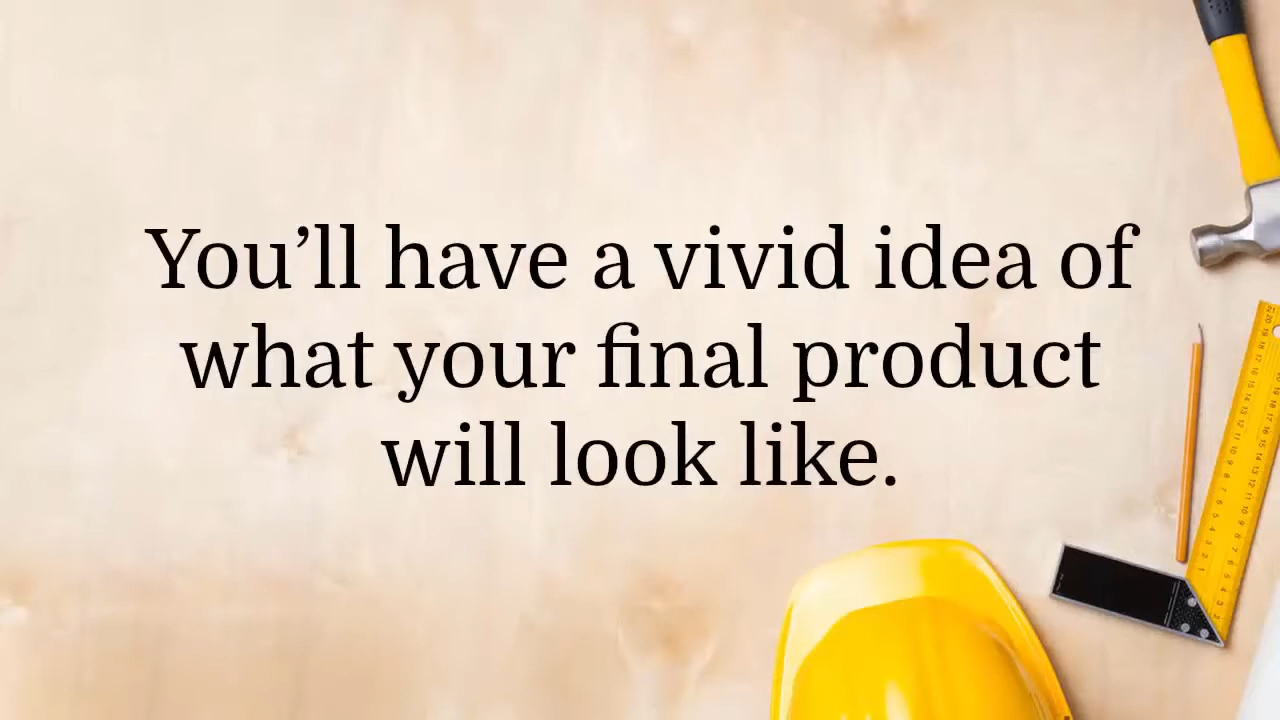 You’ll have a vivid idea of
what your final product
will look like.